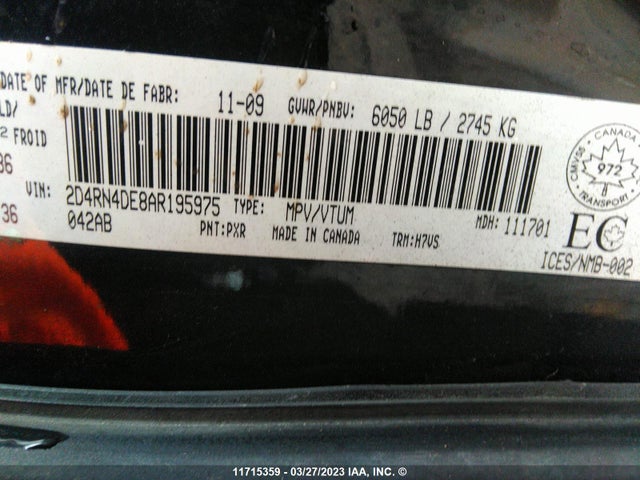 DATE OF MFR/DATE DE FABR: 11-09 GVWR/PNBV: 6050 LB / 2745 KG
LD/
² FROID
36
36
VIN: 2D4RN4DE8AR195975 TYPE: MPV/VTUM MDH: 111701
042AB PNT: PXR MADE IN CANADA TRM: H7VS
CANADA
CMVSS
972
TRANSPORT
EC
ICES/NMB-002
11715359 - 03/27/2023 IAA, INC. ©